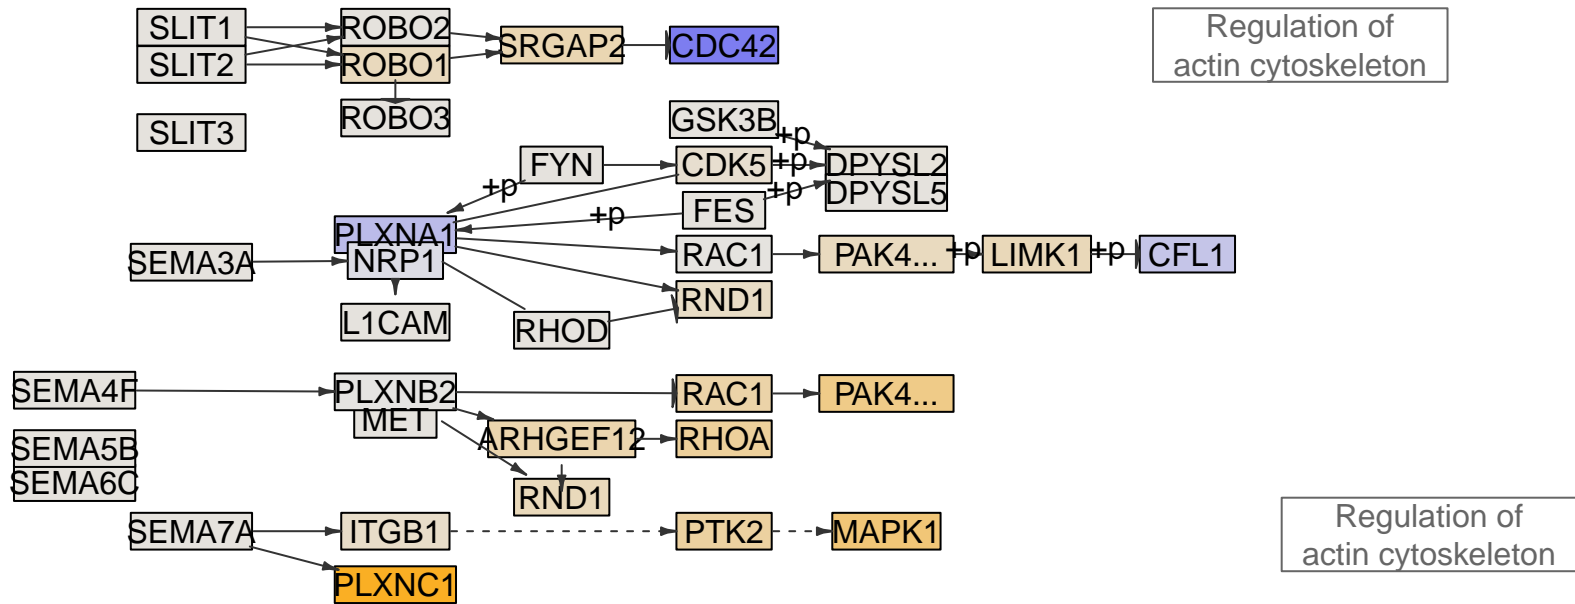 SLIT1
ROBO2
SRGAP2
CDC42
Regulation of
actin cytoskeleton
SLIT2
ROBO1
SLIT3
ROBO3
GSK3B
+p
FYN
CDK5
+p
DPYSL2
+p
FES
+p
DPYSL5
PLXNA1
+p
SEMA3A
NRP1
RAC1
PAK4...
+p
LIMK1
+p
CFL1
RND1
L1CAM
RHOD
SEMA4F
PLXNB2
RAC1
PAK4...
MET
SEMA5B
ARHGEF12
RHOA
SEMA6C
RND1
SEMA7A
ITGB1
PTK2
MAPK1
Regulation of
actin cytoskeleton
PLXNC1